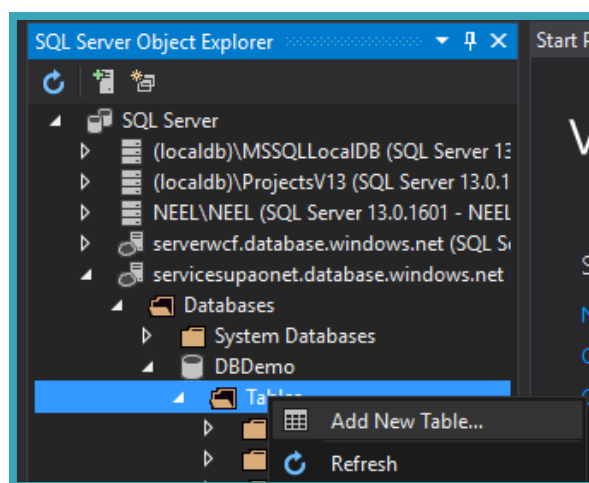 SQL Server Object Explorer
Start
SQL Server
(localdb)\MSSQLLocalDB (SQL Server 13
(localdb)\ProjectsV13 (SQL Server 13.0.1
NEEL\NEEL (SQL Server 13.0.1601 - NEEL
serverwcf.database.windows.net (SQL Se
servicesupaonet.database.windows.net
Databases
System Databases
DBDemo
Tables
Add New Table...
Refresh